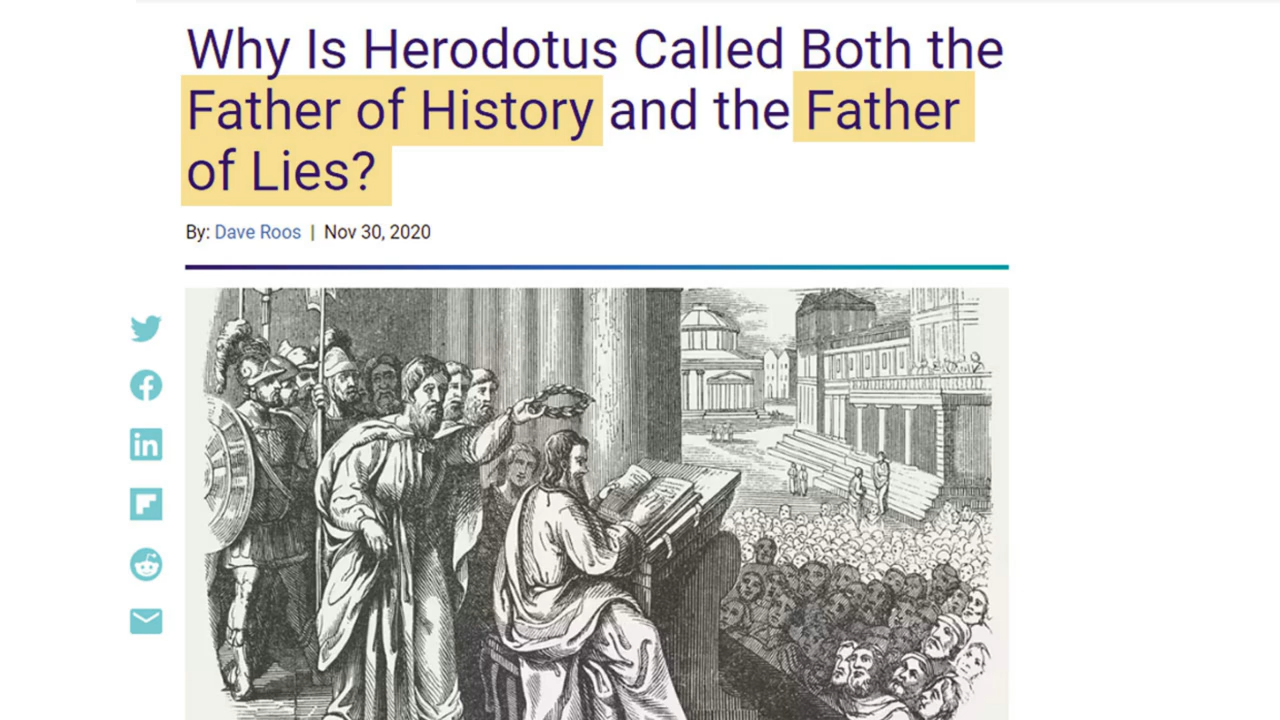 Why Is Herodotus Called Both the
Father of History and the Father
of Lies?
By: Dave Roos | Nov 30, 2020